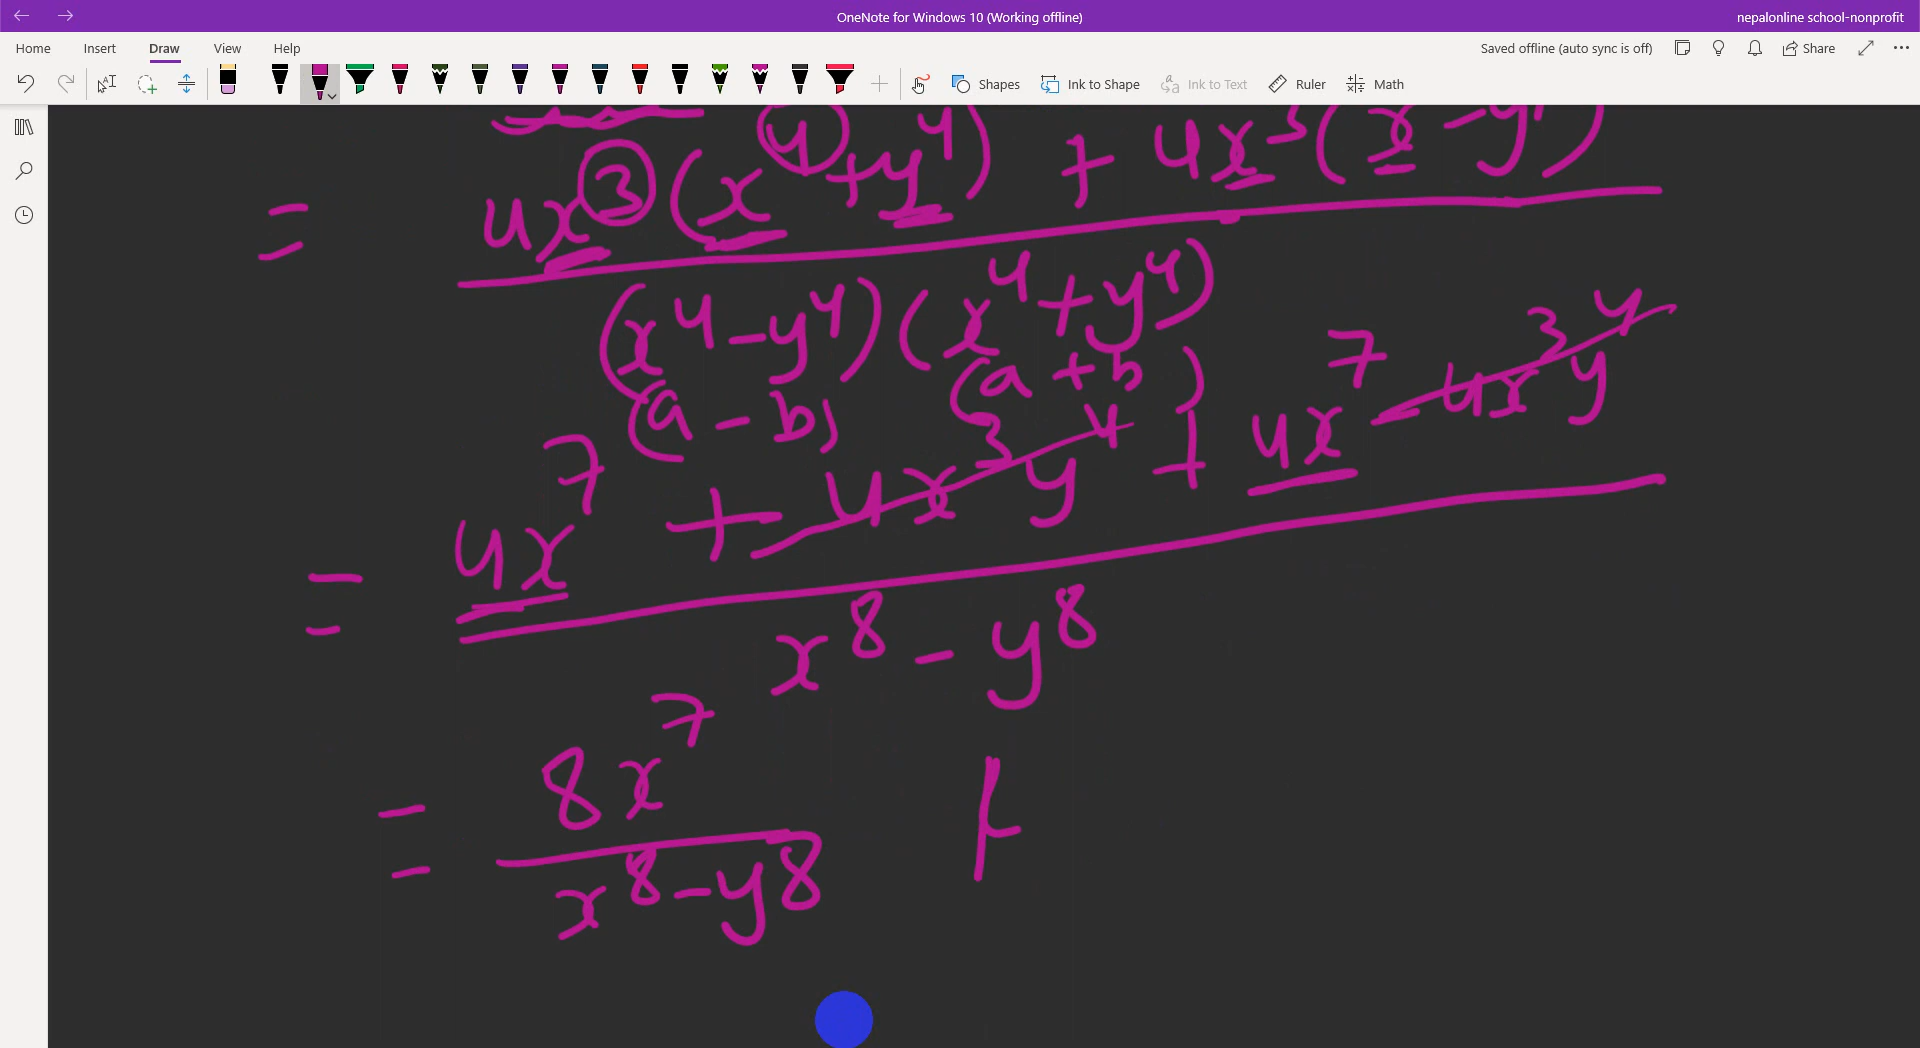 OneNote for Windows 10 (Working offline)
nepalonline school-nonprofit
Home Insert Draw View Help
Saved offline (auto sync is off) Share
Shapes Ink to Shape Ink to Text Ruler Math
= 4x³(x⁴+y⁴) + 4x³(x⁴-y⁴)
(x⁴-y⁴)(x⁴+y⁴)
(a-b) (a+b)
= 4x⁷ + 4x³y⁴ + 4x⁷ - 4x³y⁴
x⁸ - y⁸
= 8x⁷
x⁸-y⁸